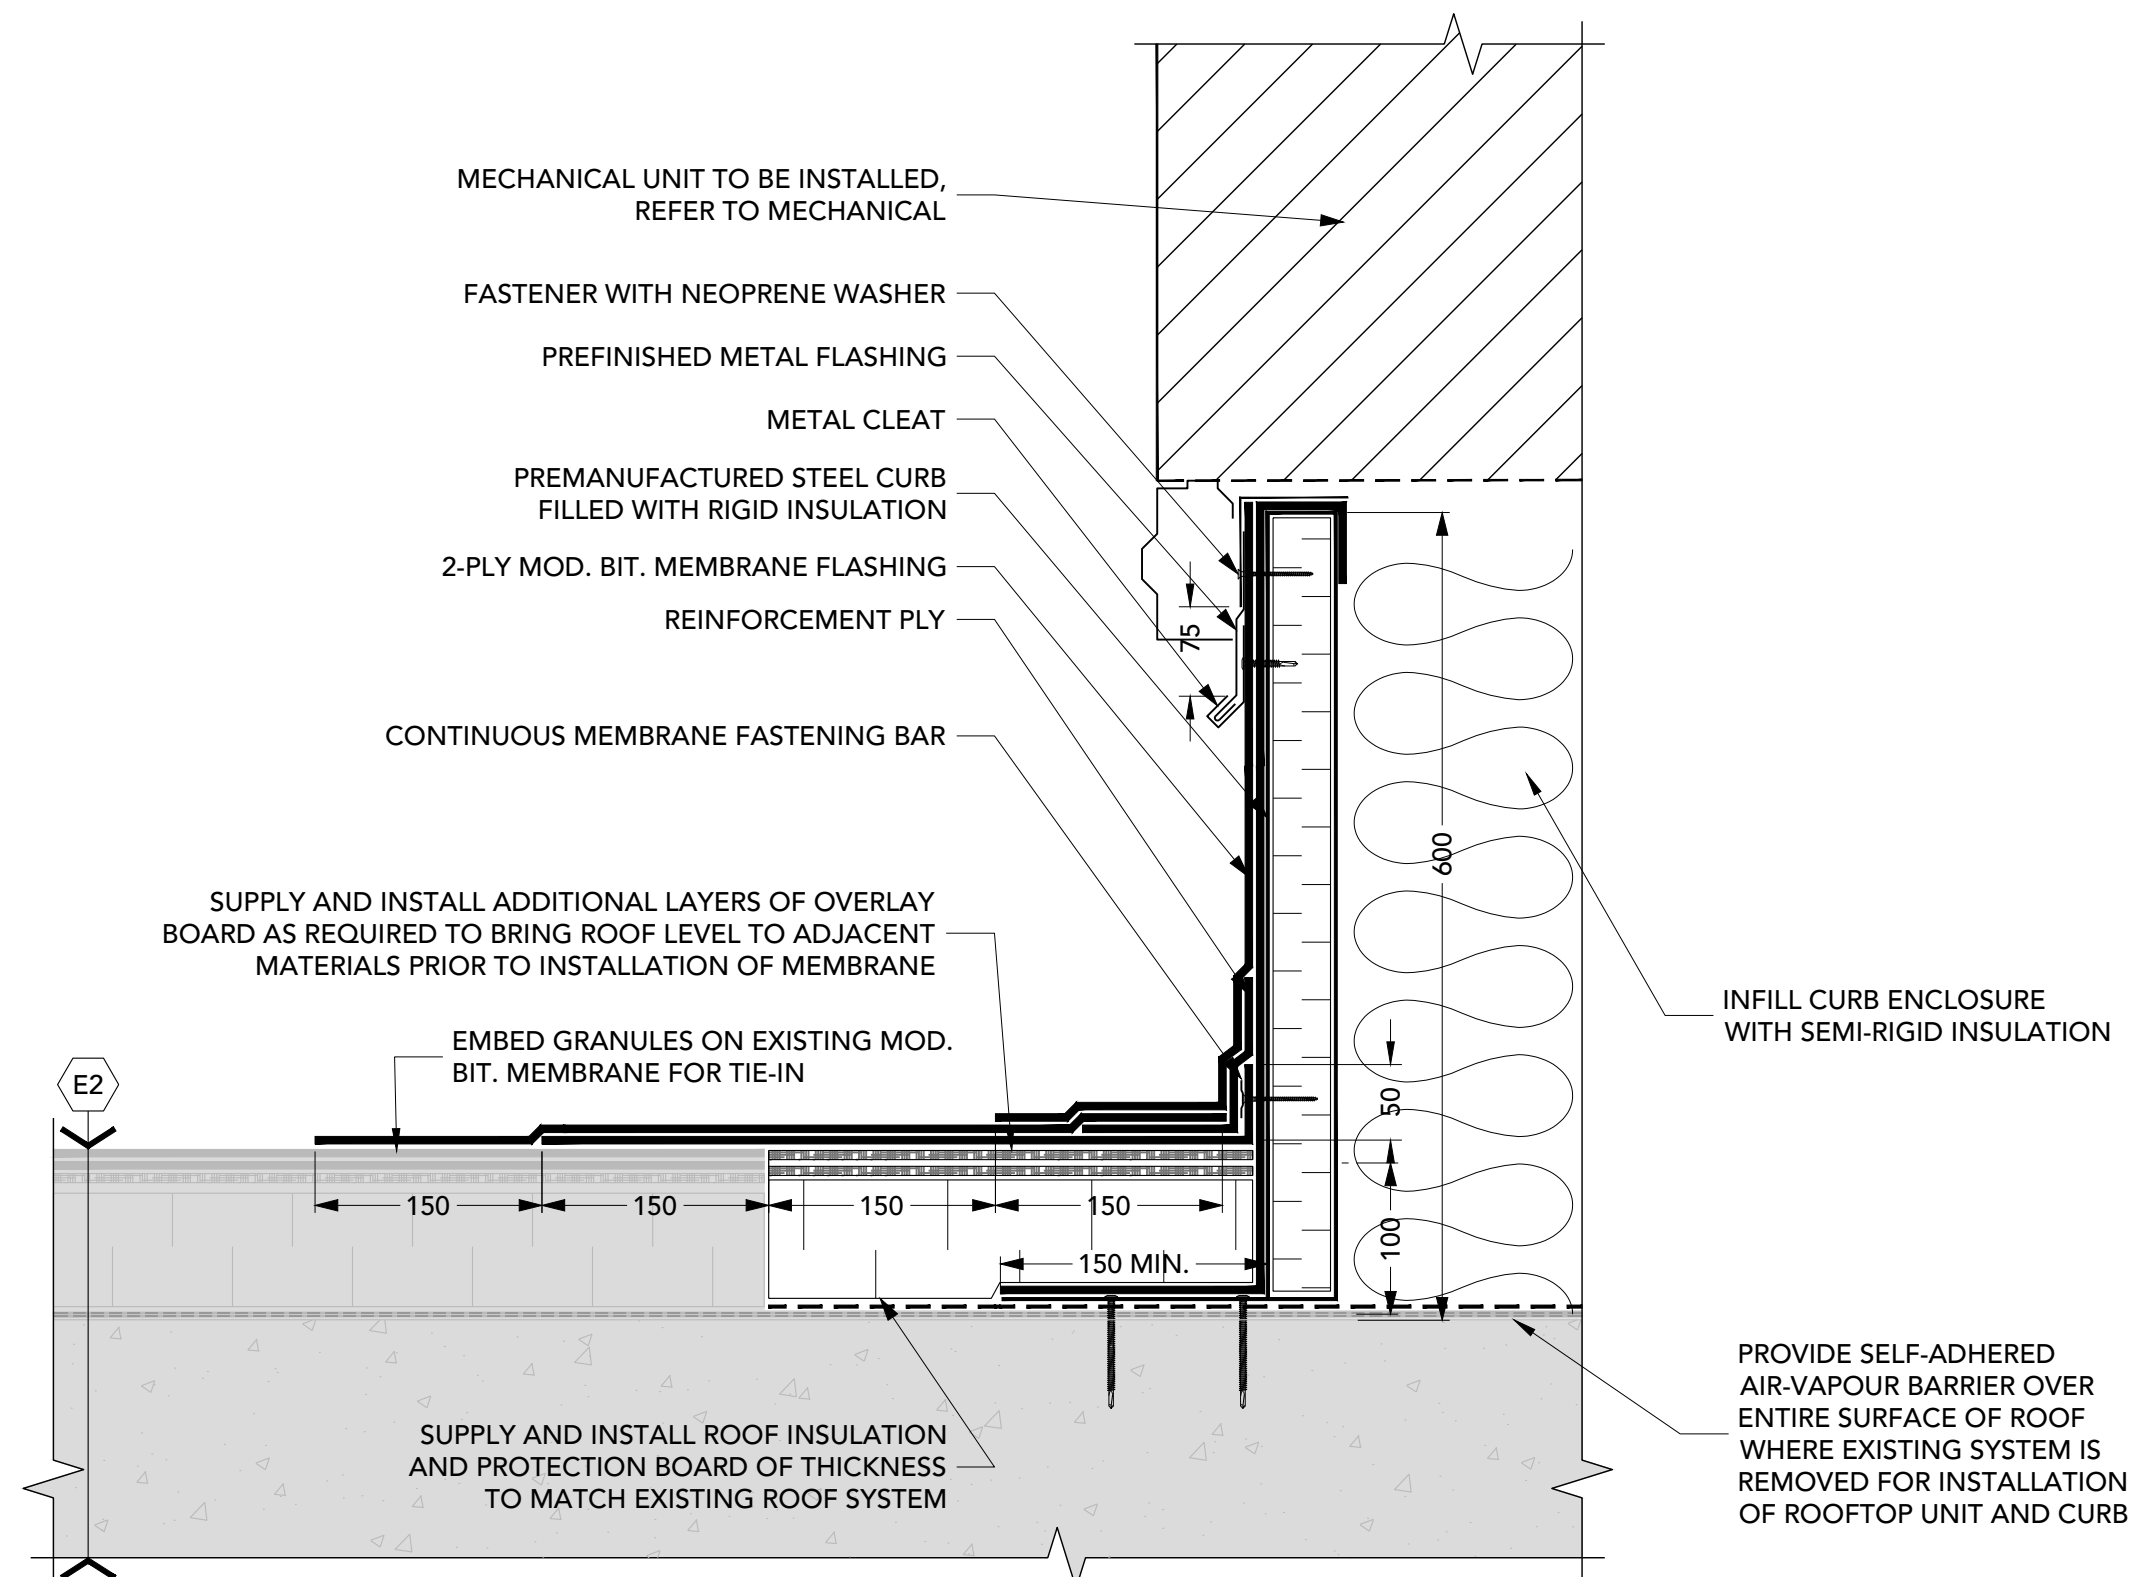 MECHANICAL UNIT TO BE INSTALLED,
REFER TO MECHANICAL
FASTENER WITH NEOPRENE WASHER
PREFINISHED METAL FLASHING
METAL CLEAT
PREMANUFACTURED STEEL CURB
FILLED WITH RIGID INSULATION
2-PLY MOD. BIT. MEMBRANE FLASHING
REINFORCEMENT PLY
75
CONTINUOUS MEMBRANE FASTENING BAR
600
SUPPLY AND INSTALL ADDITIONAL LAYERS OF OVERLAY
BOARD AS REQUIRED TO BRING ROOF LEVEL TO ADJACENT
MATERIALS PRIOR TO INSTALLATION OF MEMBRANE
INFILL CURB ENCLOSURE
WITH SEMI-RIGID INSULATION
EMBED GRANULES ON EXISTING MOD.
BIT. MEMBRANE FOR TIE-IN
E2
50
150
150
150
150
100
150 MIN.
PROVIDE SELF-ADHERED
AIR-VAPOUR BARRIER OVER
ENTIRE SURFACE OF ROOF
WHERE EXISTING SYSTEM IS
REMOVED FOR INSTALLATION
OF ROOFTOP UNIT AND CURB
SUPPLY AND INSTALL ROOF INSULATION
AND PROTECTION BOARD OF THICKNESS
TO MATCH EXISTING ROOF SYSTEM